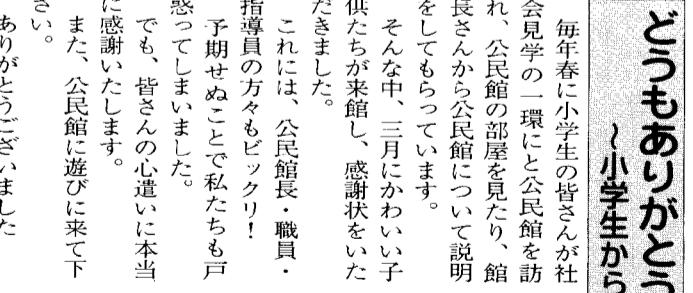 どうもありがとう
～小学生から
毎年春に小学生の皆さんが社
会見学の一環にと公民館を訪
れ、公民館の部屋を見たり、館
長さんから公民館について説明
をしてもらっています。
そんな中、三月にかわいい子
供たちが来館し、感謝状をいた
だきました。
これには、公民館長・職員・
指導員の方々もビックリ！
予期せぬことで私たちも戸
惑ってしまいました。
でも、皆さんの心遣いに本当
に感謝いたします。
また、公民館に遊びに来て下
さい。
ありがとうございました